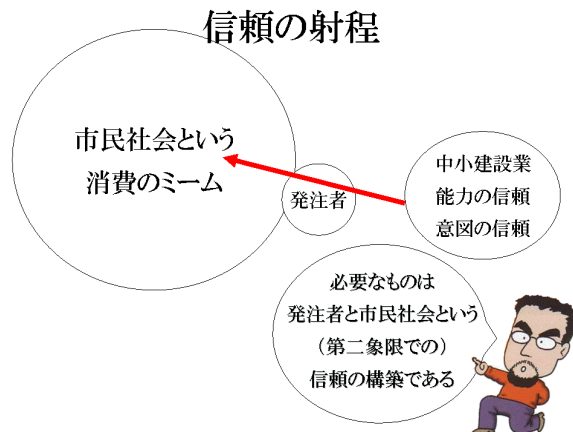 信頼の射程
市民社会という
消費のミーム
発注者
中小建設業
能力の信頼
意図の信頼
必要なものは
発注者と市民社会という
（第二象限での）
信頼の構築である